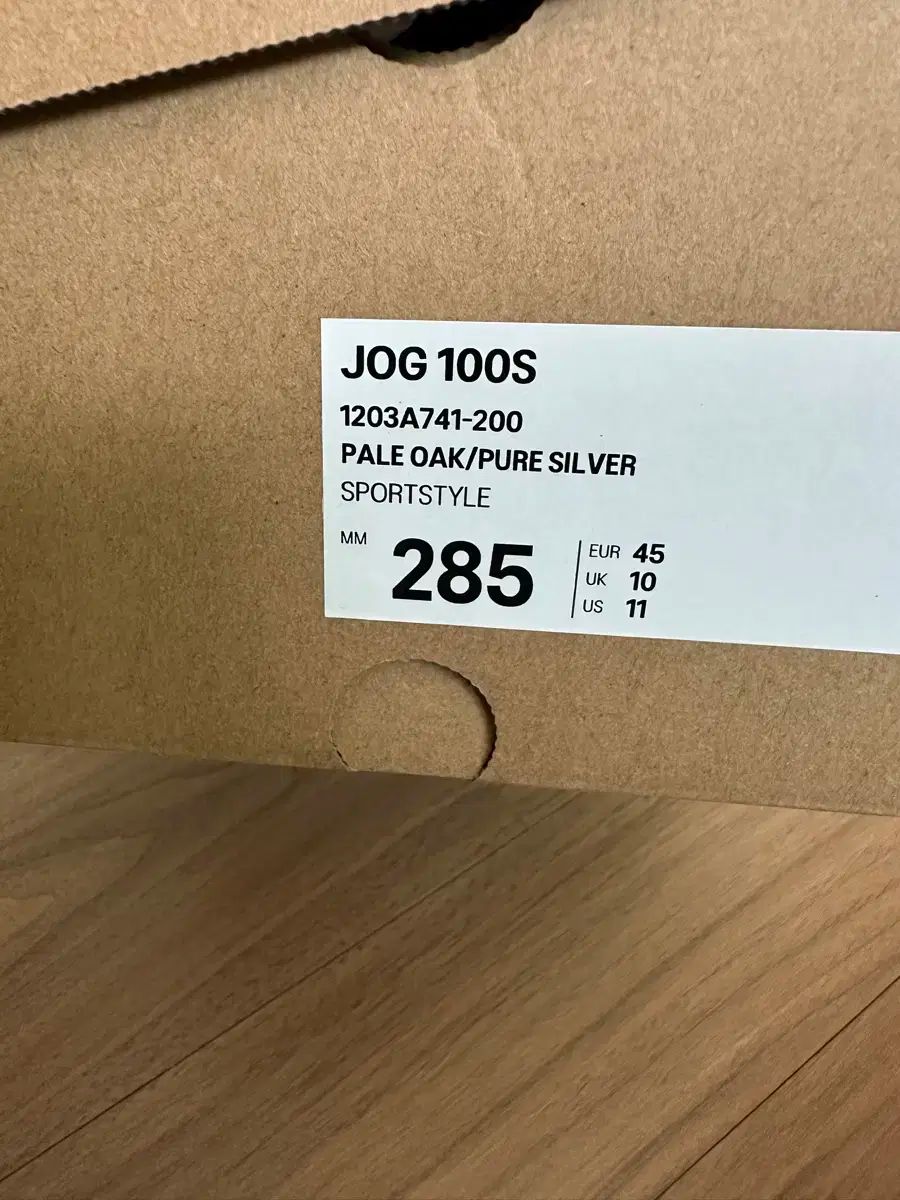 JOG 100S
1203A741-200
PALE OAK/PURE SILVER
SPORTSTYLE
MM 285
EUR 45
UK 10
US 11